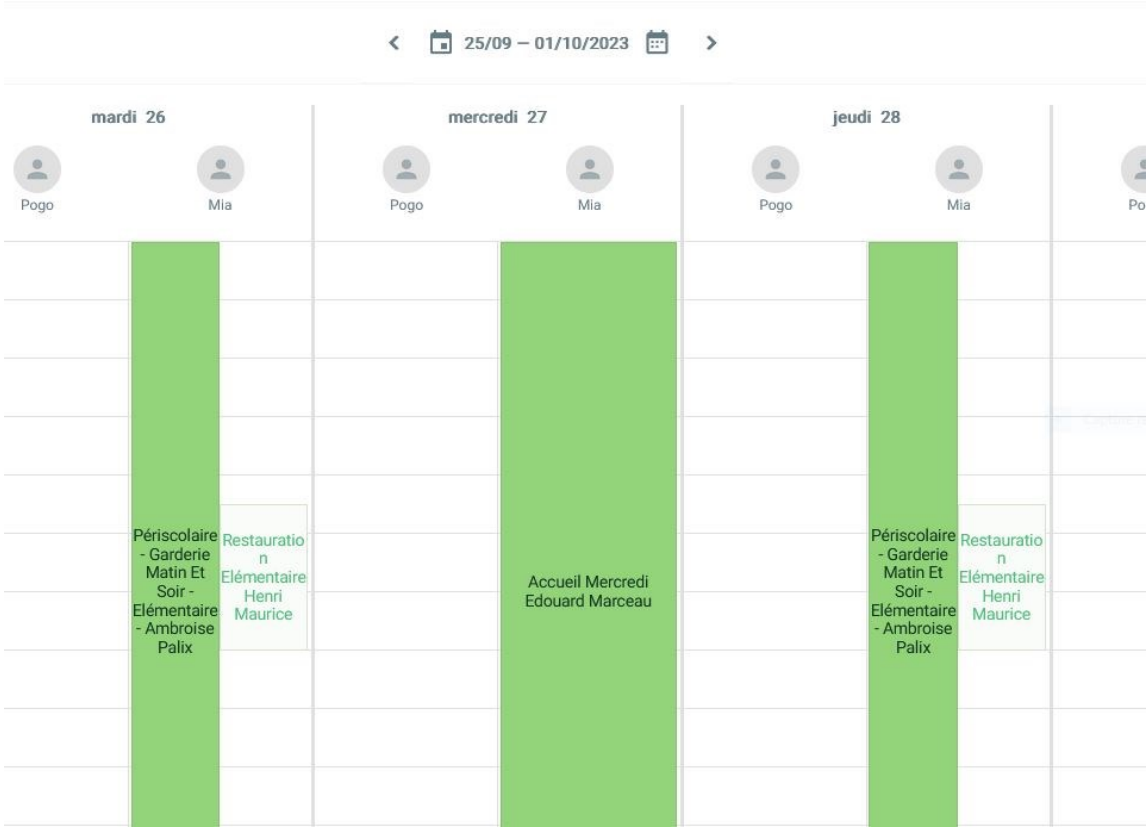 25/09 – 01/10/2023
mardi 26
mercredi 27
jeudi 28
Pogo
Mia
Pogo
Mia
Pogo
Mia
Po
Périscolaire
- Garderie
Matin Et
Soir -
Elémentaire
- Ambroise
Palix
Restauratio
n
Elémentaire
Henri
Maurice
Accueil Mercredi
Edouard Marceau
Périscolaire
- Garderie
Matin Et
Soir -
Elémentaire
- Ambroise
Palix
Restauratio
n
Elémentaire
Henri
Maurice